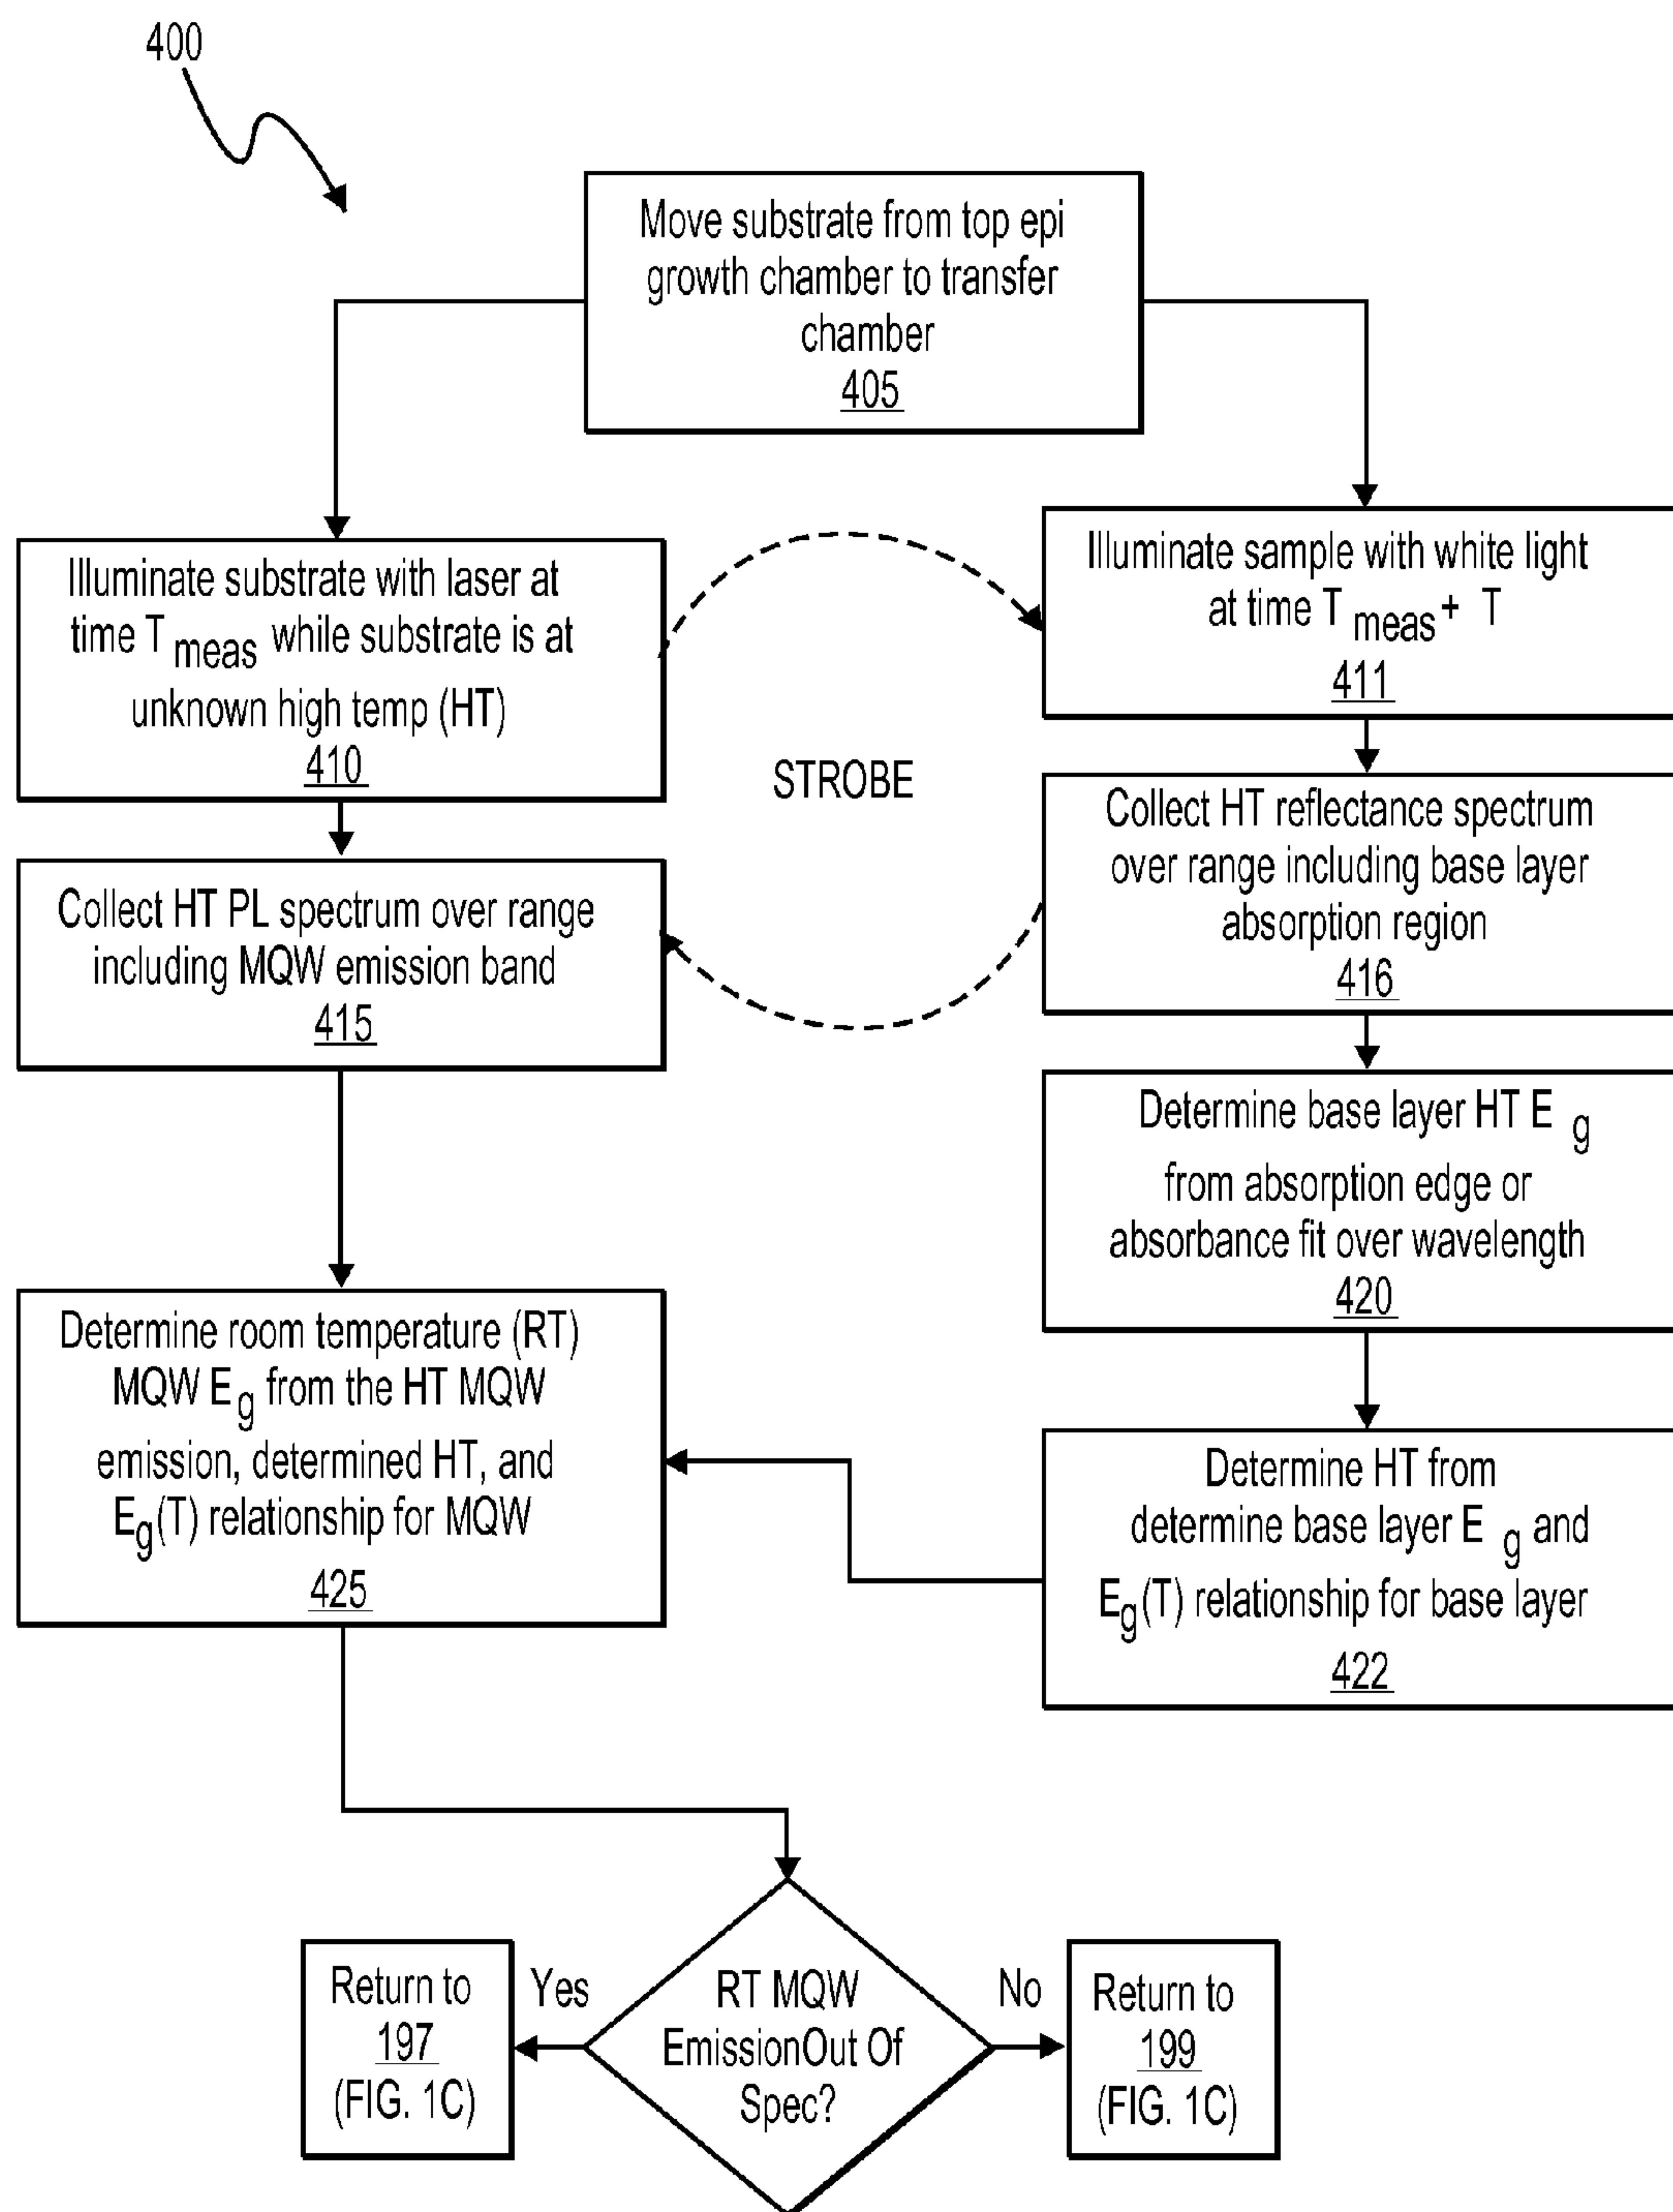 400
Move substrate from top epi
growth chamber to transfer
chamber
405
Illuminate substrate with laser at
time T meas while substrate is at
unknown high temp (HT)
410
Illuminate sample with white light
at time T meas + T
411
STROBE
Collect HT PL spectrum over range
including MQW emission band
415
Collect HT reflectance spectrum
over range including base layer
absorption region
416
Determine base layer HT E g
from absorption edge or
absorbance fit over wavelength
420
Determine room temperature (RT)
MQW Eg from the HT MQW
emission, determined HT, and
Eg(T) relationship for MQW
425
Determine HT from
determine base layer E g and
Eg(T) relationship for base layer
422
Return to
197
(FIG. 1C)
Yes
RT MQW
EmissionOut Of
Spec?
No
Return to
199
(FIG. 1C)